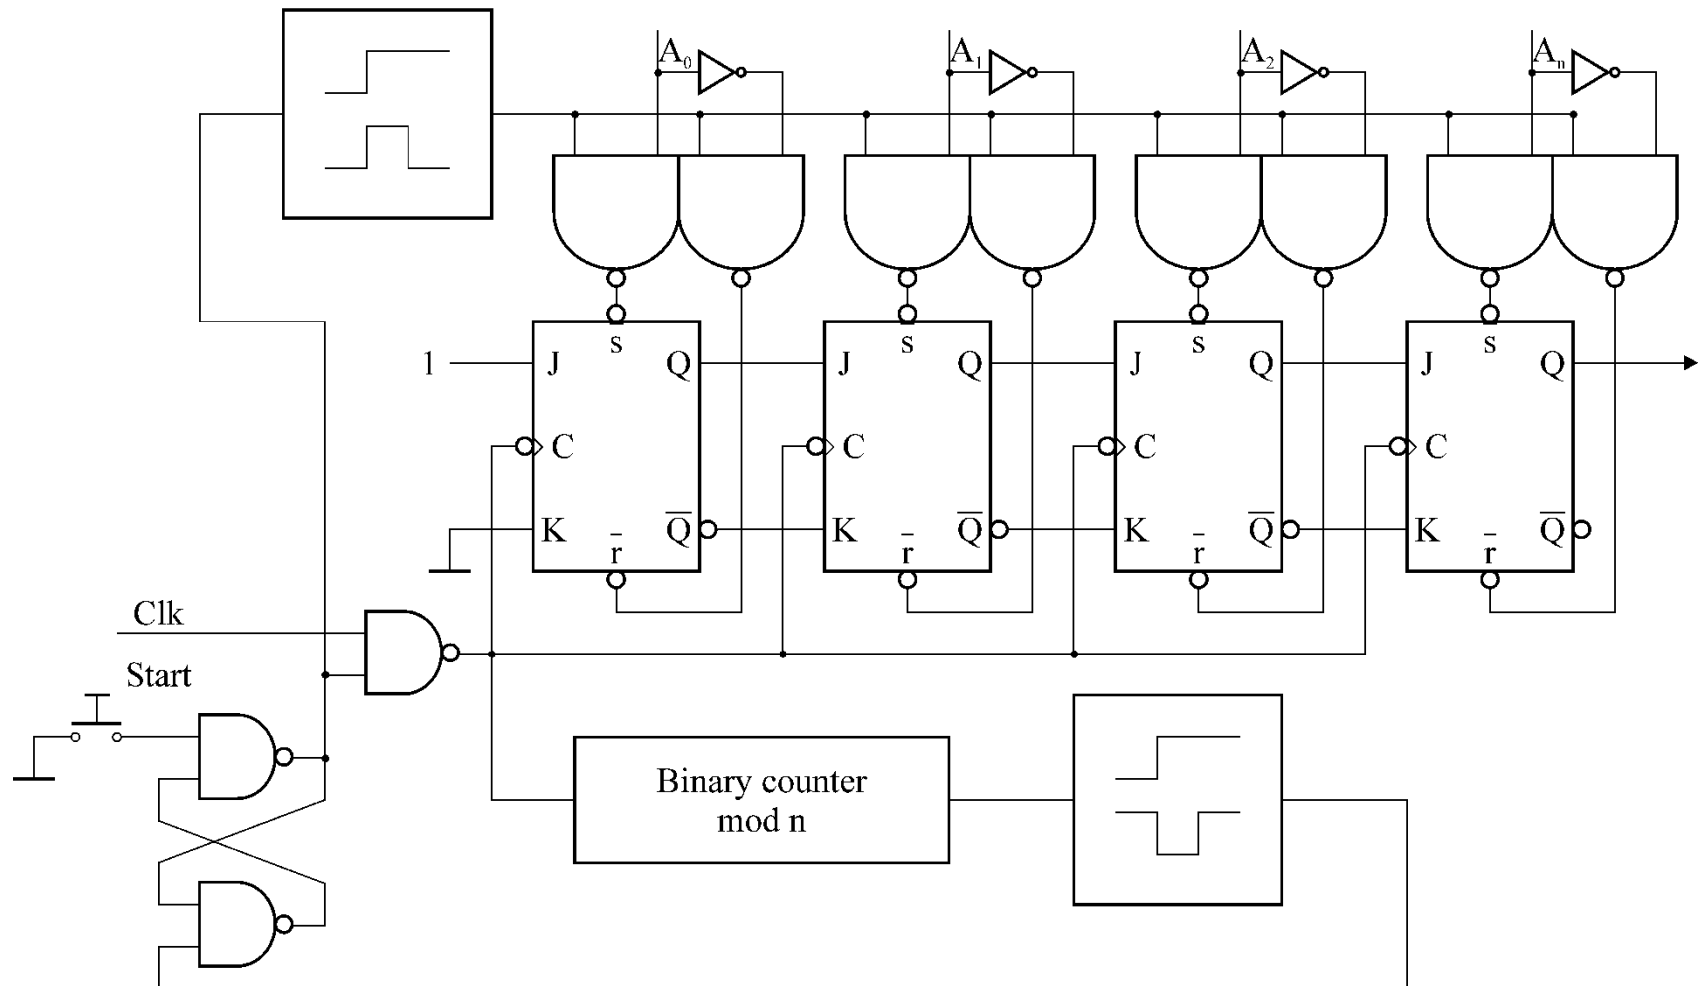 A₀ A₁ A₂ Aₙ
s s s s
1 J Q J Q J Q J Q
C C C C
K Q̅ K Q̅ K Q̅ K Q̅
r̅ r̅ r̅ r̅
Clk
Start
Binary counter
mod n